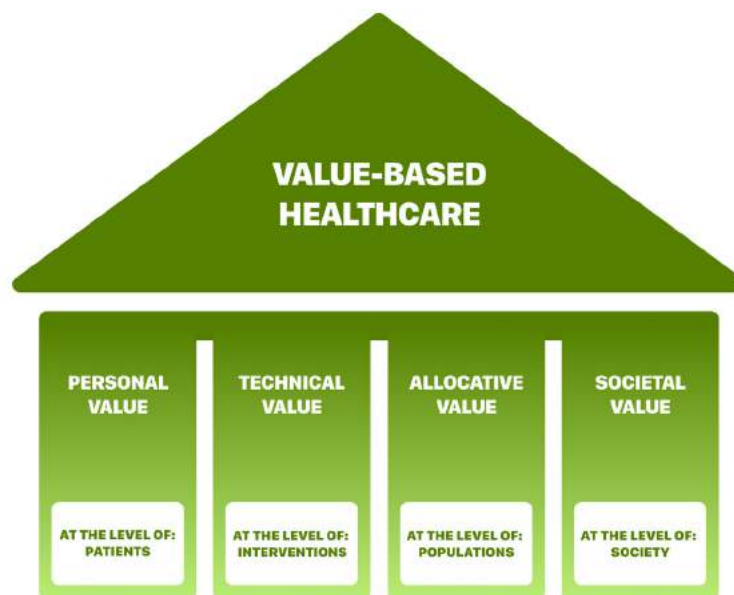 VALUE-BASED
HEALTHCARE
PERSONAL
VALUE
AT THE LEVEL OF:
PATIENTS
TECHNICAL
VALUE
AT THE LEVEL OF:
INTERVENTIONS
ALLOCATIVE
VALUE
AT THE LEVEL OF:
POPULATIONS
SOCIETAL
VALUE
AT THE LEVEL OF:
SOCIETY